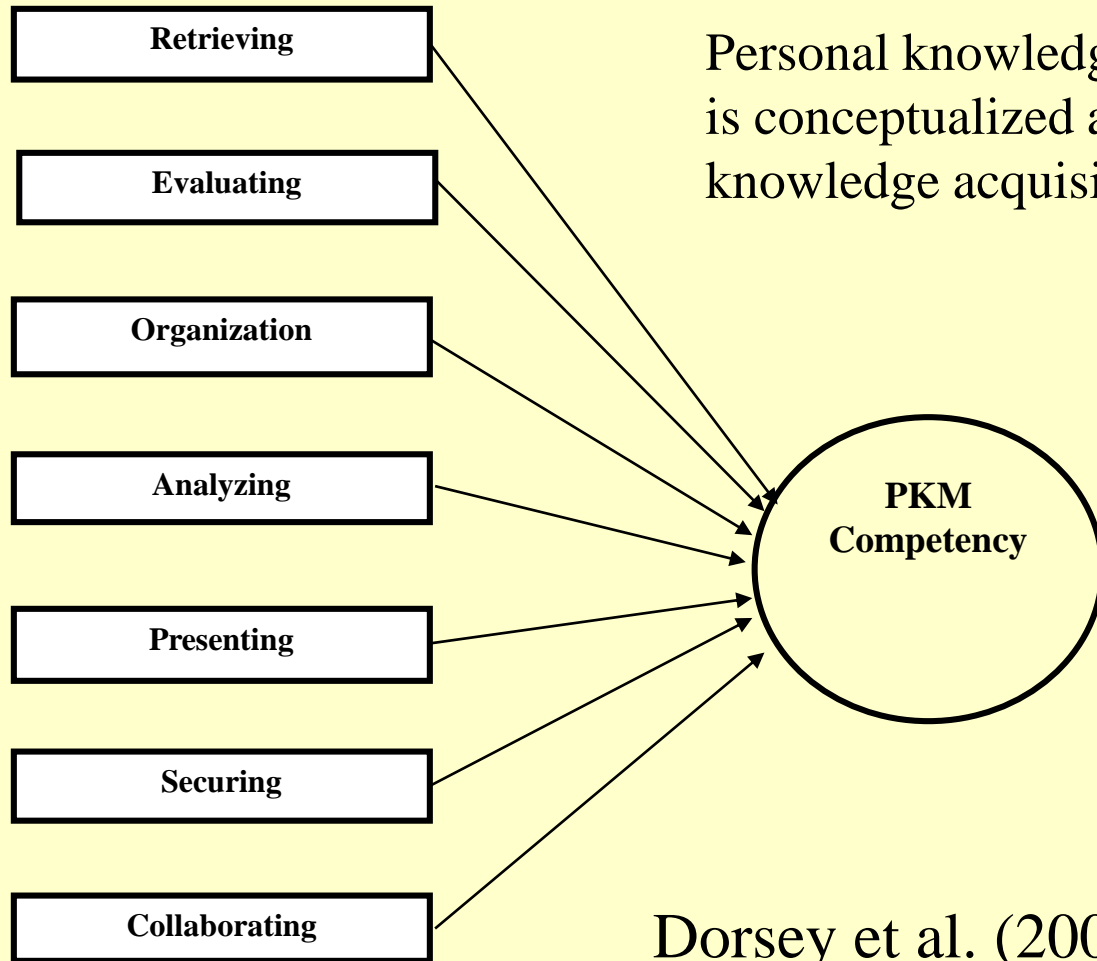 Retrieving
Personal knowledg
is conceptualized a
knowledge acquisi
Evaluating
Organization
Analyzing
PKM
Competency
Presenting
Securing
Collaborating
Dorsey et al. (200